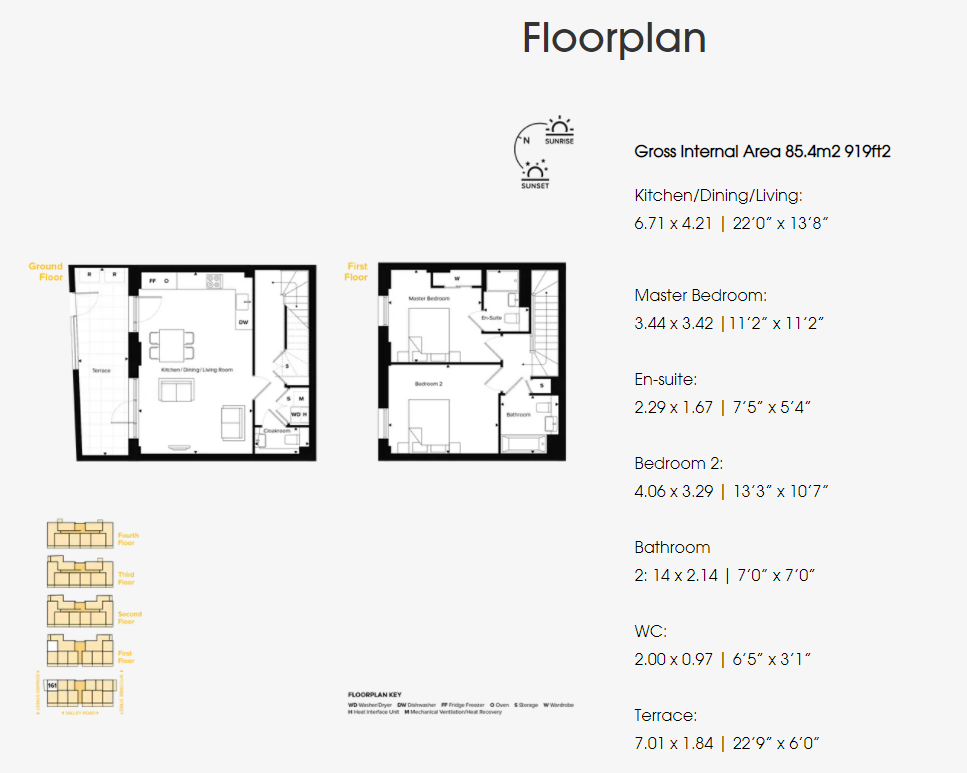 Floorplan
N
SUNRISE
SUNSET
Gross Internal Area 85.4m2 919ft2
Kitchen/Dining/Living:
6.71 x 4.21 | 22’0” x 13’8”
Master Bedroom:
3.44 x 3.42 | 11’2” x 11’2”
En-suite:
2.29 x 1.67 | 7’5” x 5’4”
Bedroom 2:
4.06 x 3.29 | 13’3” x 10’7”
Bathroom
2: 14 x 2.14 | 7’0” x 7’0”
WC:
2.00 x 0.97 | 6’5” x 3’1”
Terrace:
7.01 x 1.84 | 22’9” x 6’0”
Ground
Floor
R R
FF O
DW
Terrace
Kitchen/Dining/Living Room
S
S M
WD H
Cloakroom
First
Floor
W
Master Bedroom
En-Suite
Bedroom 2
S
Bathroom
Fourth
Floor
Third
Floor
Second
Floor
First
Floor
161
VALLEY ROAD
FLOORPLAN KEY
WD Washer/Dryer DW Dishwasher FF Fridge Freezer O Oven S Storage W Wardrobe
H Heat Interface Unit M Mechanical Ventilation/Heat Recovery